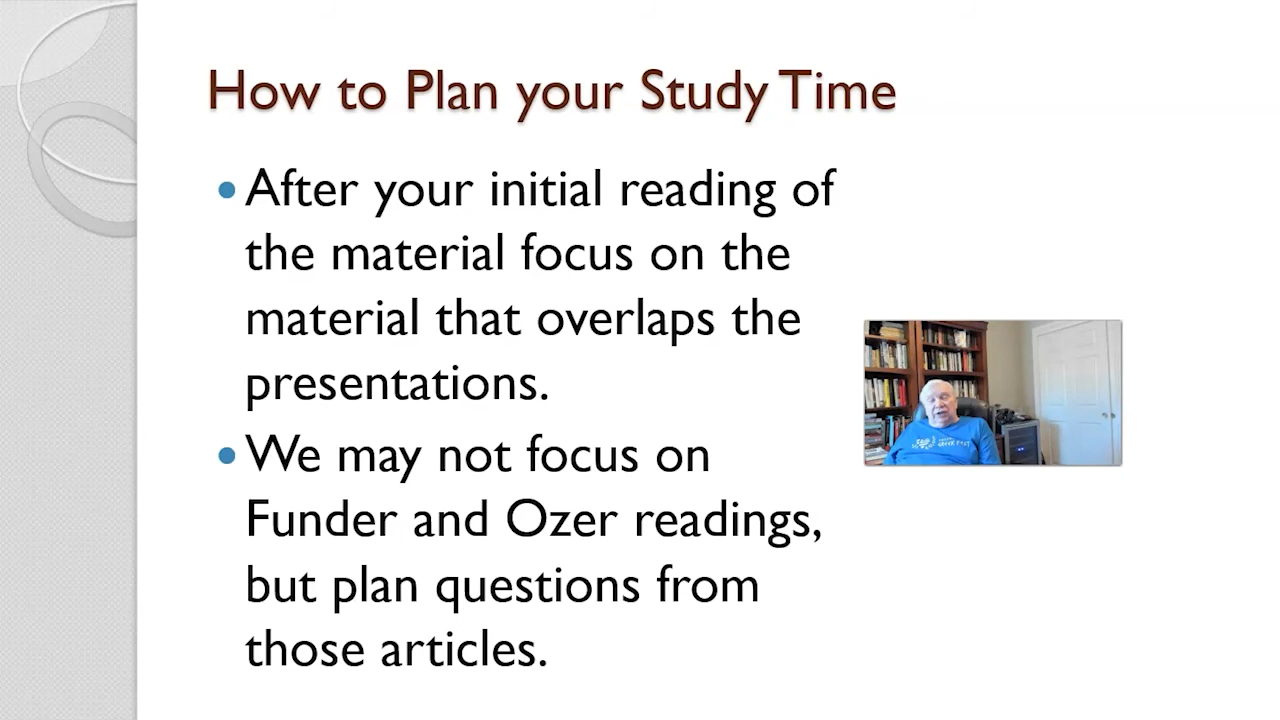 How to Plan your Study Time
• After your initial reading of
the material focus on the
material that overlaps the
presentations.
• We may not focus on
Funder and Ozer readings,
but plan questions from
those articles.